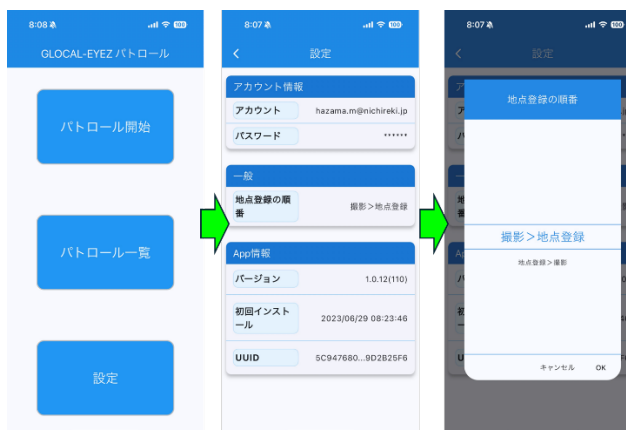 8:08
100
GLOCAL-EYEZ パトロール
パトロール開始
パトロール一覧
設定
8:07
100
設定
アカウント情報
アカウント
hazama.m@nichireki.jp
パスワード
******
一般
地点登録の順
番
撮影＞地点登録
App情報
バージョン
1.0.12(110)
初回インスト
ール
2023/06/29 08:23:46
UUID
5C947680...9D2B25F6
8:07
100
設定
地点登録の順番
撮影＞地点登録
地点登録＞撮影
キャンセル
OK